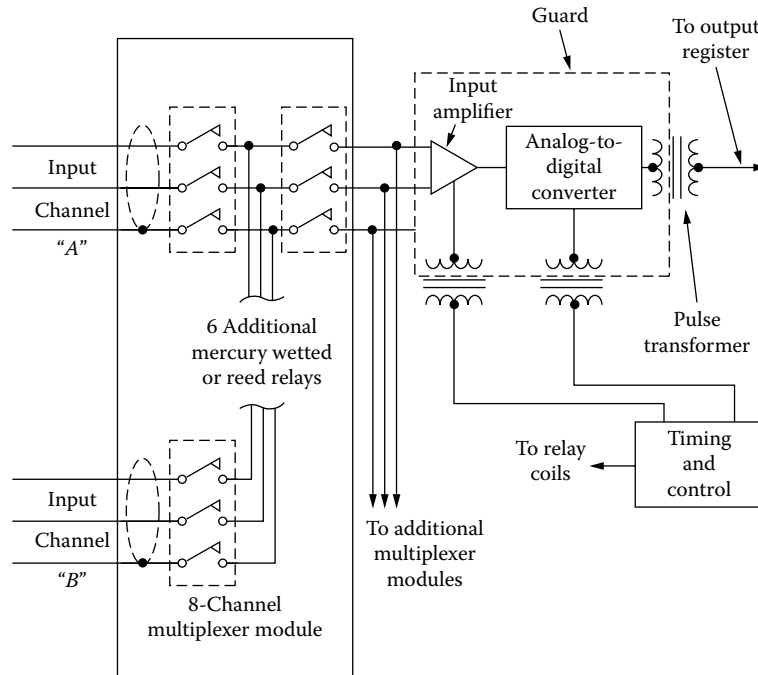 Guard
To output
register
Input
amplifier
Analog-to-
digital
converter
Input
Channel
“A”
6 Additional
mercury wetted
or reed relays
Pulse
transformer
Timing
and
control
To relay
coils
Input
Channel
“B”
To additional
multiplexer
modules
8-Channel
multiplexer module